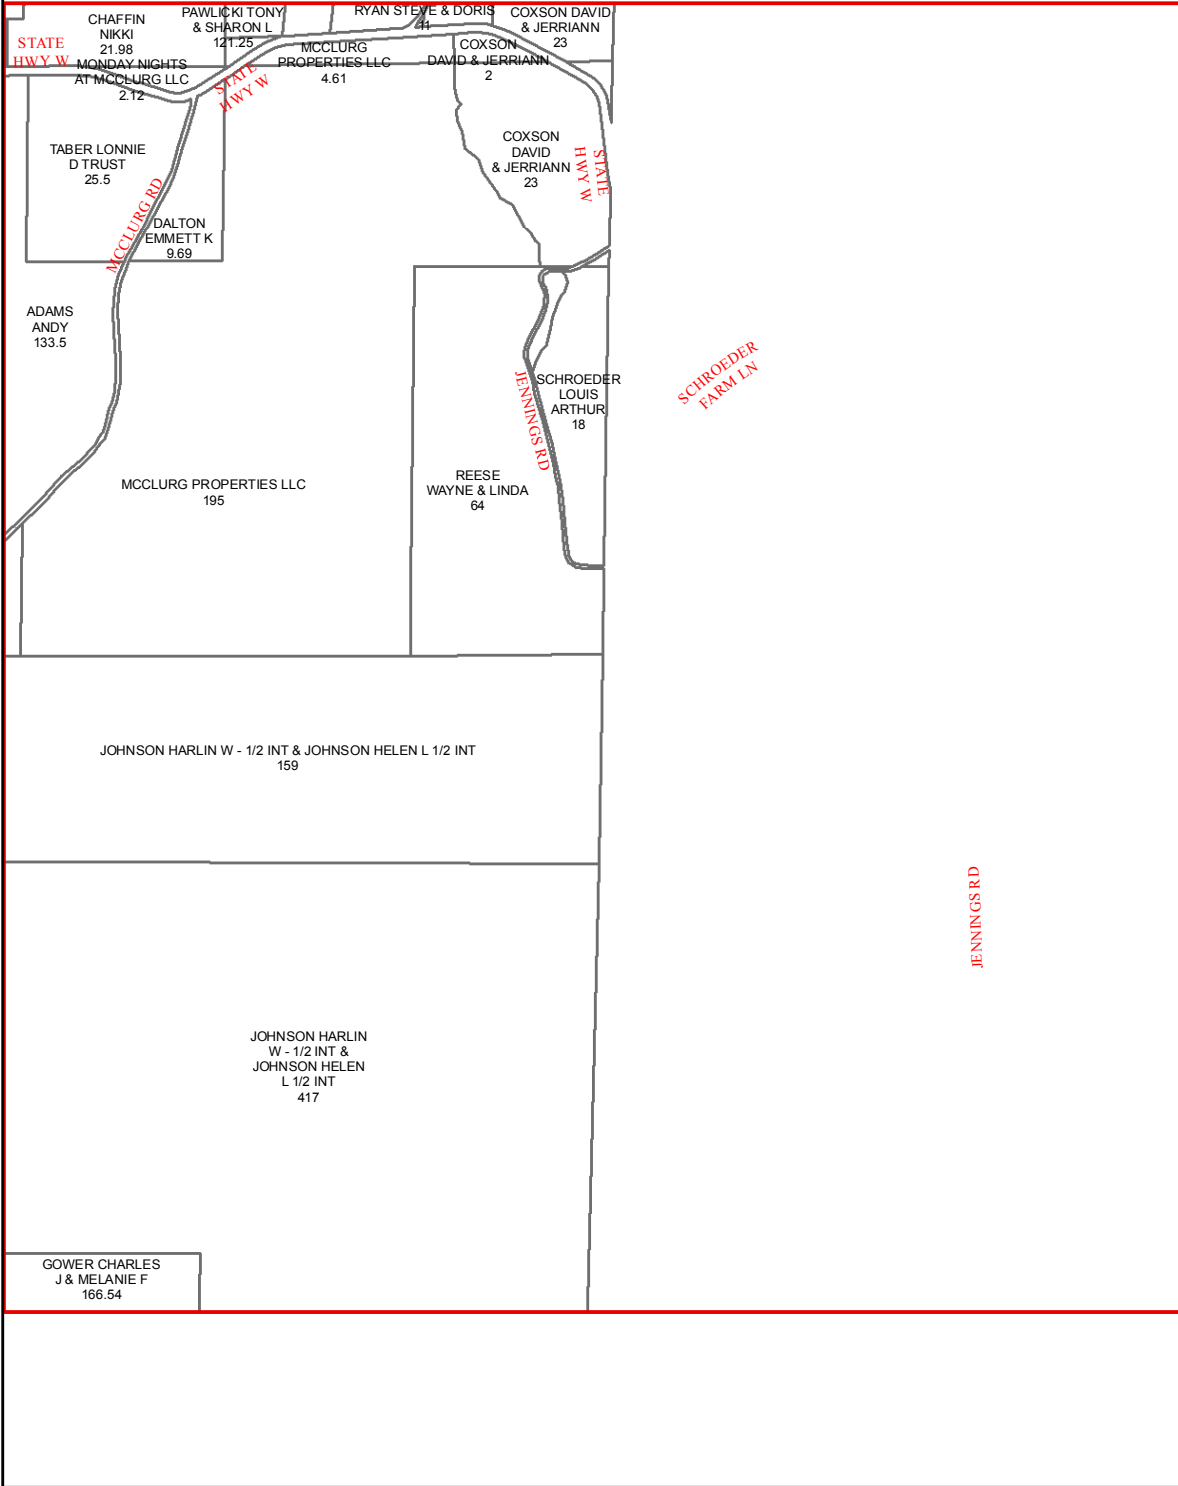 CHAFFIN
NIKKI
21.98
PAWLICKI TONY
& SHARON L
121.25
RYAN STEVE & DORIS
11
COXSON DAVID
& JERRIANN
23
STATE
HWY W
MONDAY NIGHTS
AT MCCLURG LLC
2.12
STATE
HWY W
MCCLURG
PROPERTIES LLC
4.61
COXSON
DAVID & JERRIANN
2
TABER LONNIE
D TRUST
25.5
COXSON
DAVID
& JERRIANN
23
STATE
HWY W
MCCLURG RD
DALTON
EMMETT K
9.69
ADAMS
ANDY
133.5
JENNINGS RD
SCHROEDER
LOUIS
ARTHUR
18
SCHROEDER
FARM LN
MCCLURG PROPERTIES LLC
195
REESE
WAYNE & LINDA
64
JOHNSON HARLIN W - 1/2 INT & JOHNSON HELEN L 1/2 INT
159
JENNINGS RD
JOHNSON HARLIN
W - 1/2 INT &
JOHNSON HELEN
L 1/2 INT
417
GOWER CHARLES
J & MELANIE F
166.54